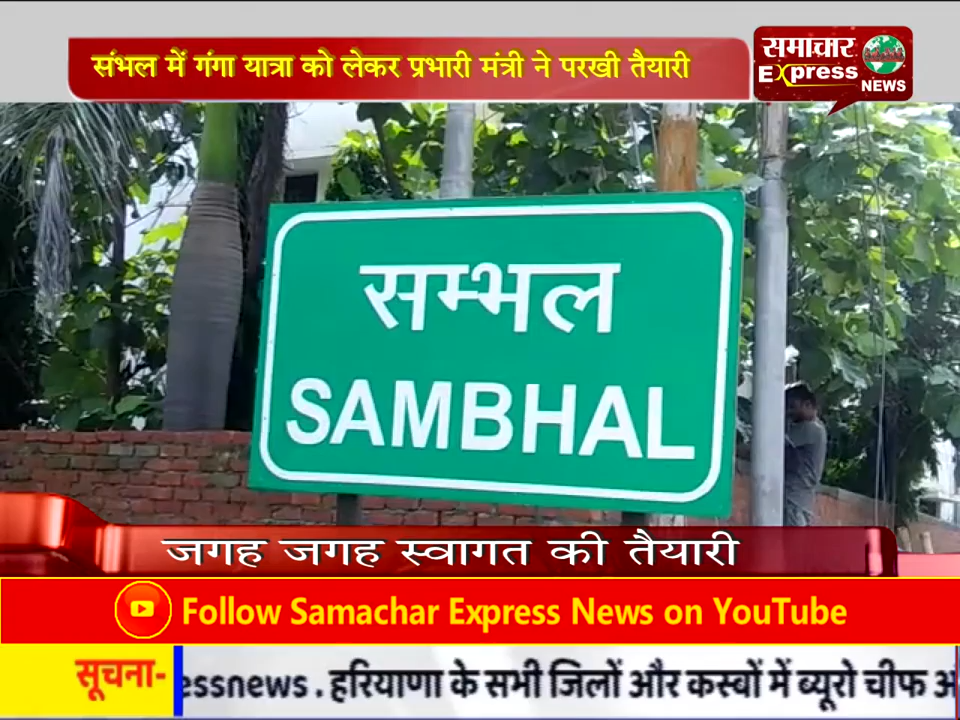 संभल में गंगा यात्रा को लेकर प्रभारी मंत्री ने परखी तैयारी
समाचार
Express
NEWS
सम्भल
SAMBHAL
जगह जगह स्वागत की तैयारी
Follow Samachar Express News on YouTube
सूचना- essnews . हरियाणा के सभी जिलों और कस्बों में ब्यूरो चीफ